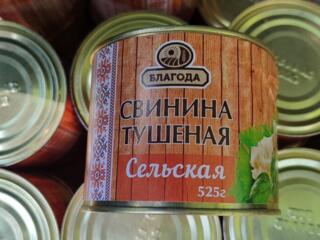 БЛАГОДА
СВИНИНА
ТУШЕНАЯ
Сельская
525г